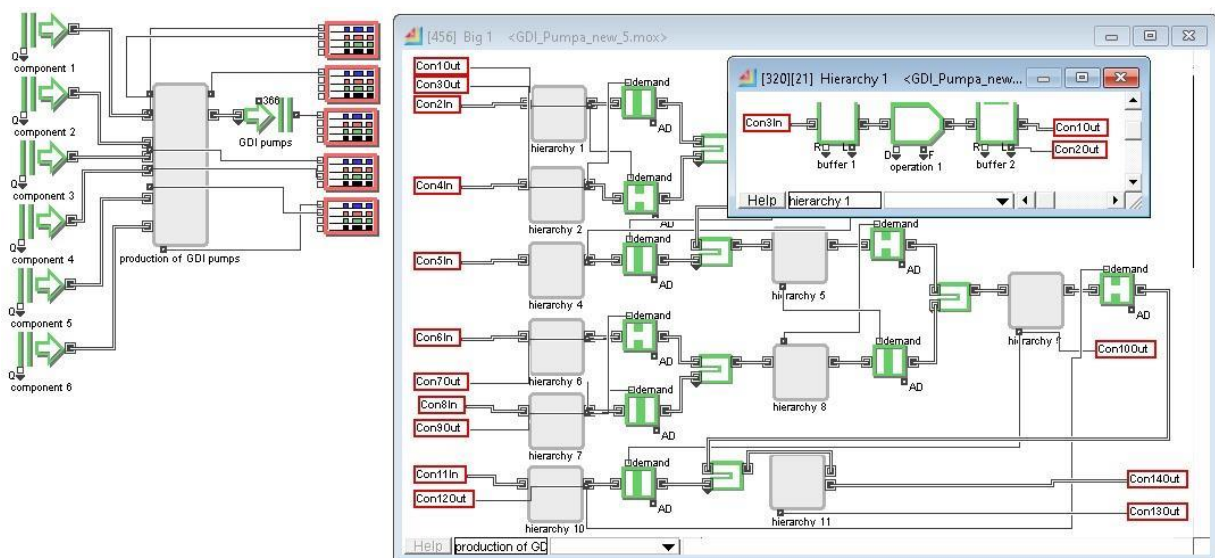 Q
component 1
Q
component 2
Q
component 3
Q
component 4
Q
component 5
Q
component 6
production of GDI pumps
366
GDI pumps
[456] Big 1 <GDI_Pumpa_new_5.mox>
Con1Out
Con3Out
Con2In
hierarchy 1
demand
AD
Con4In
hierarchy 2
demand
AD
Con5In
hierarchy 4
demand
AD
hierarchy 5
demand
AD
Con6In
hierarchy 6
demand
AD
Con7Out
Con8In
Con9Out
hierarchy 7
demand
AD
hierarchy 8
demand
AD
demand
AD
Con10Out
Con11In
Con12Out
hierarchy 10
demand
AD
hierarchy 11
Con14Out
Con13Out
Help production of GD
[320][21] Hierarchy 1 <GDI_Pumpa_new...
Con3In
R L
buffer 1
D F
operation 1
R L
buffer 2
Con1Out
Con2Out
Help hierarchy 1